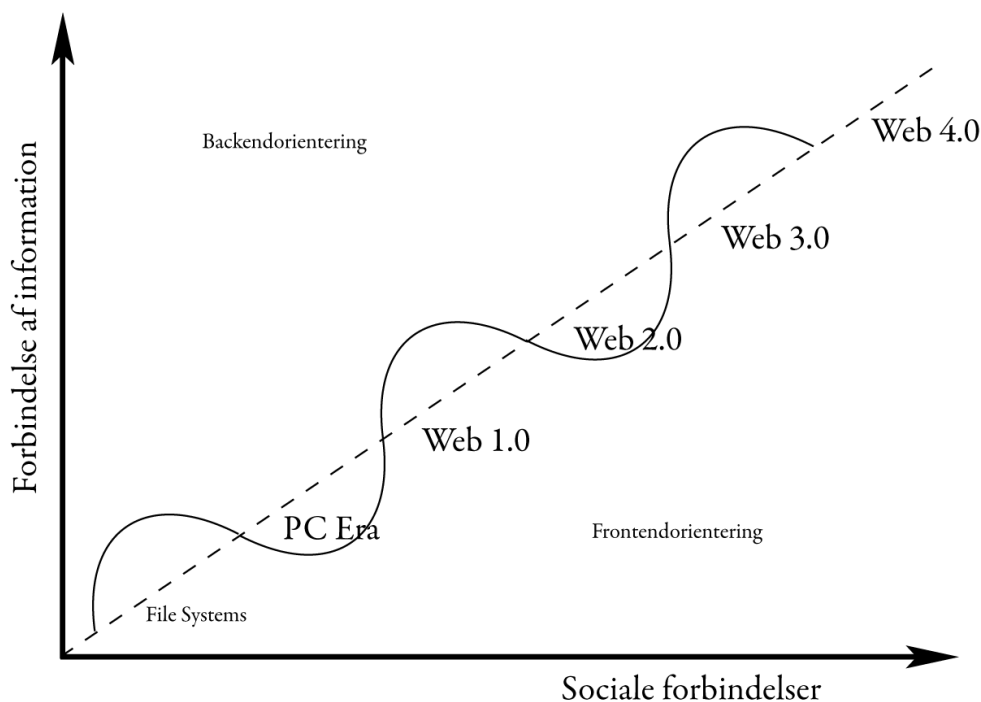 Backendorientering
Web 4.0
Web 3.0
Web 2.0
Web 1.0
PC Era
Frontendorientering
File Systems
Forbindelse af information
Sociale forbindelser